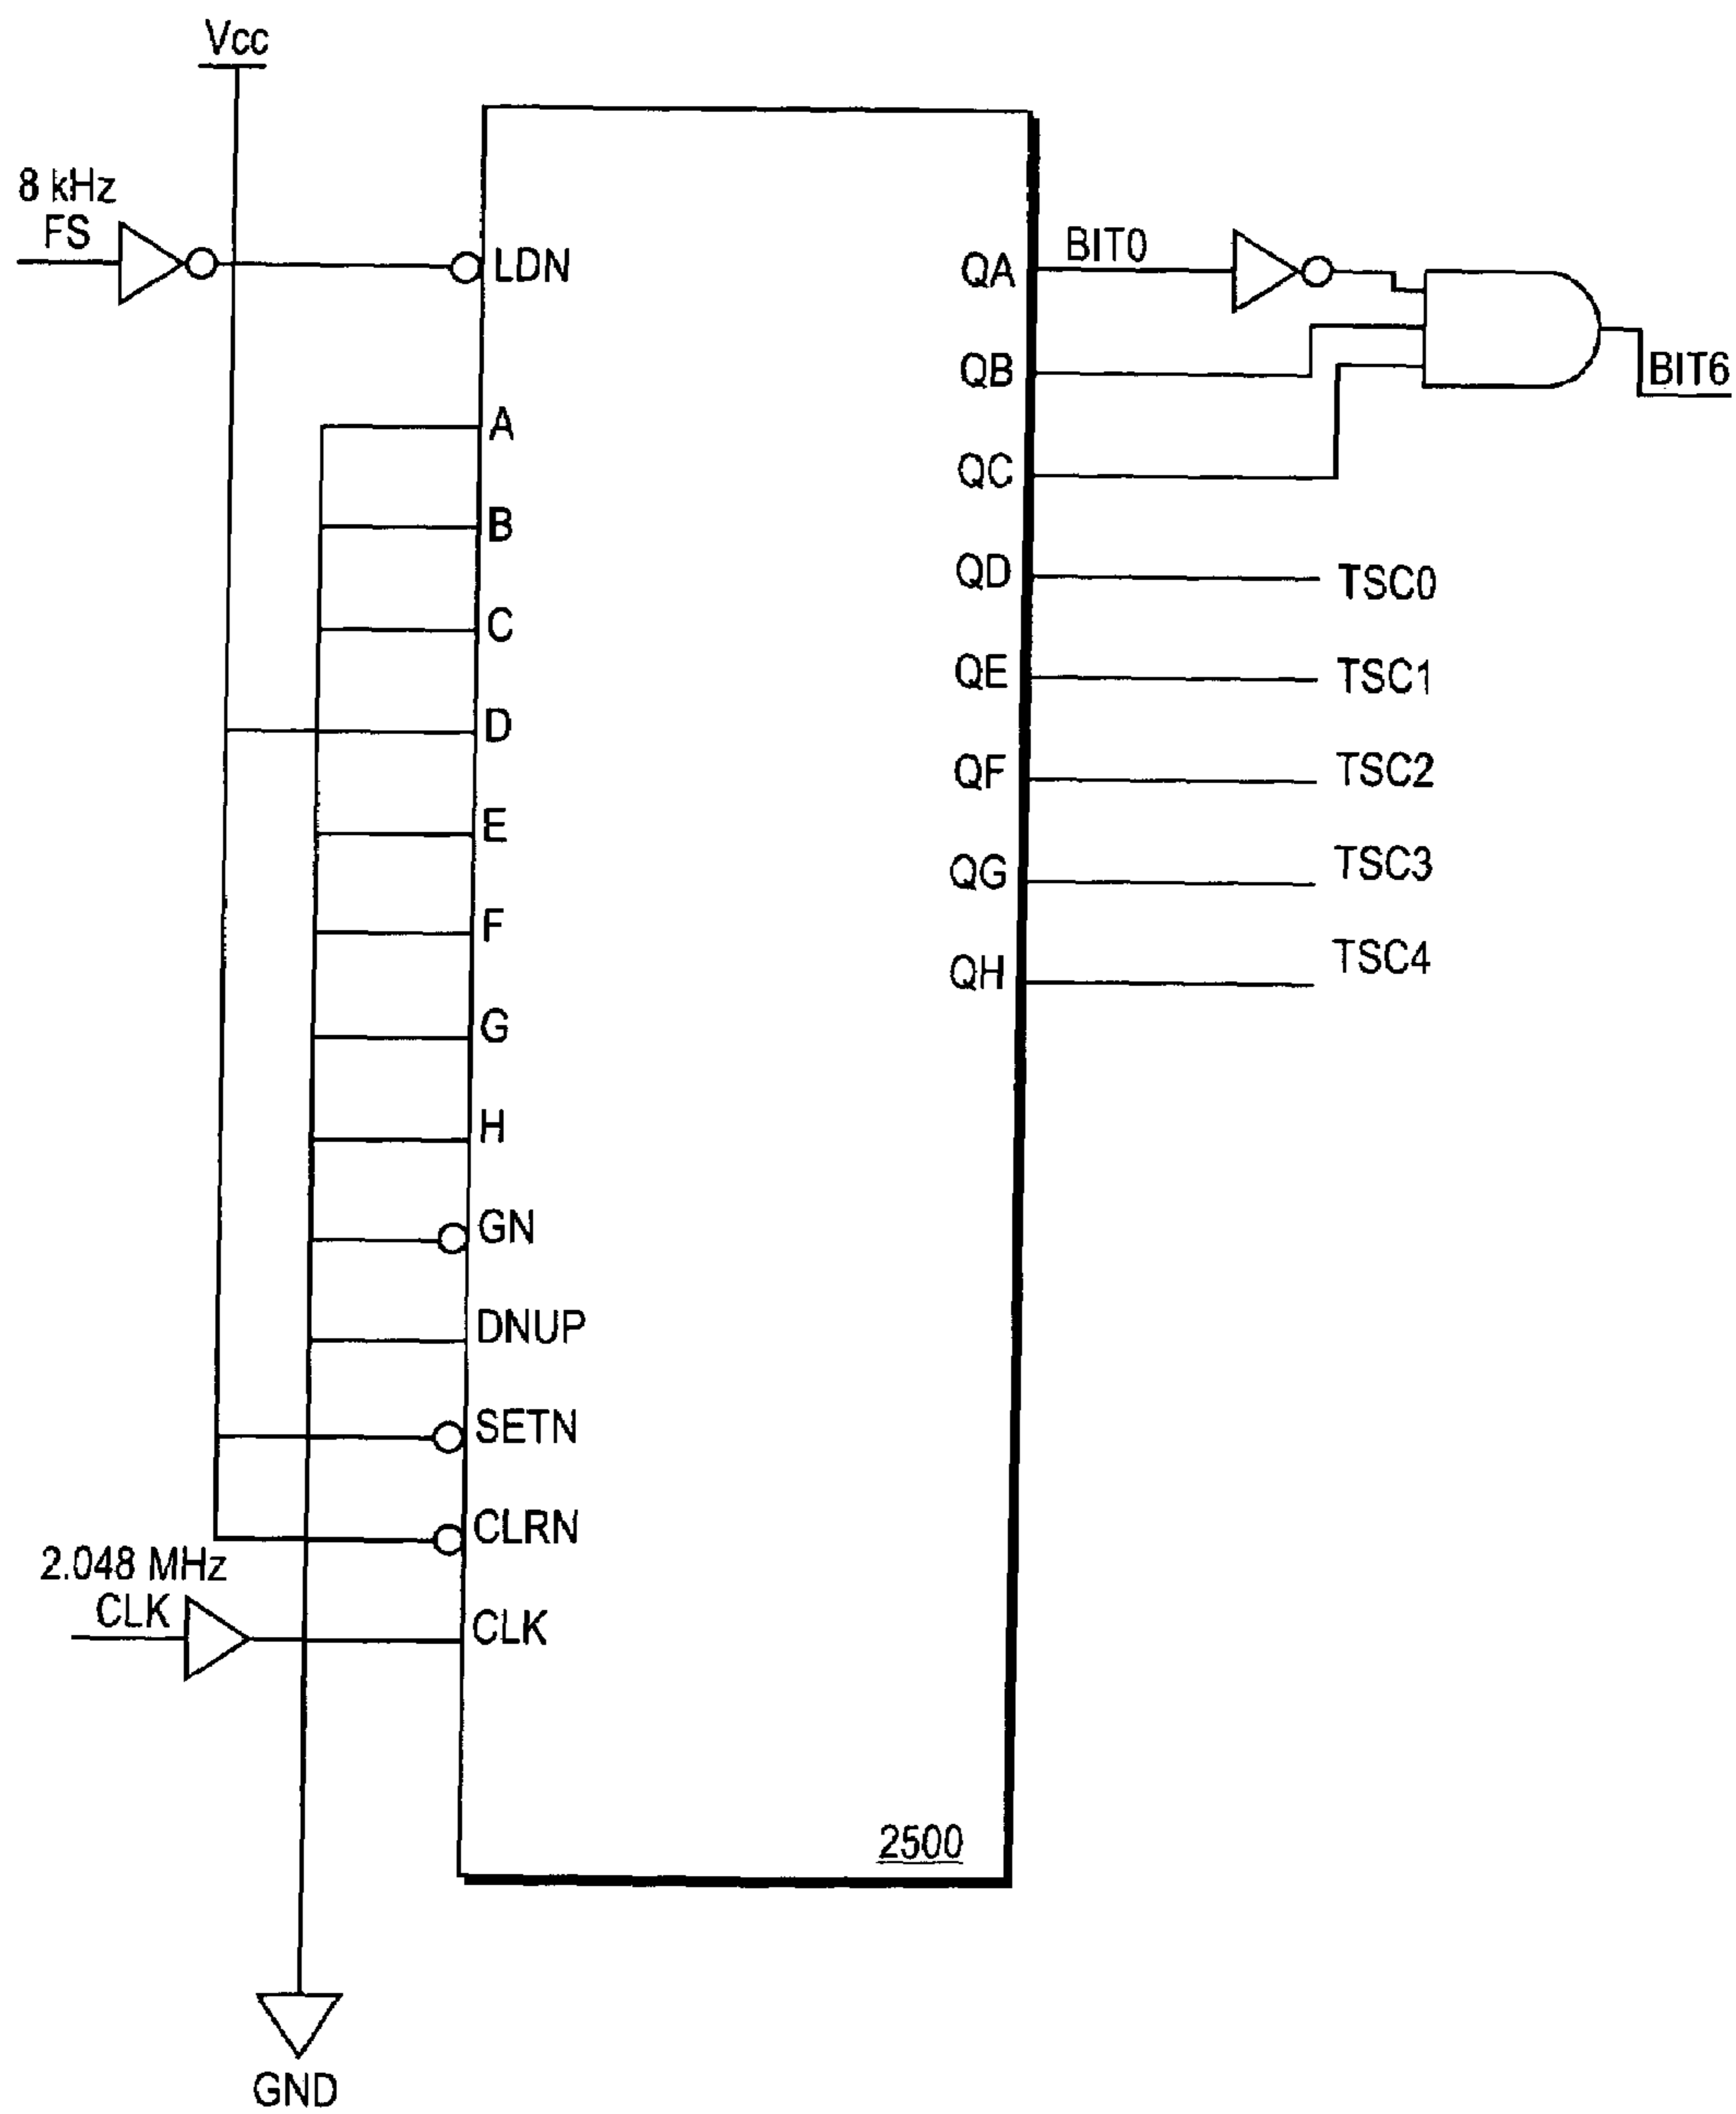 Vcc
8 kHz
FS
LDN
A
B
C
D
E
F
G
H
GN
DNUP
SETN
CLRN
2.048 MHz
CLK
CLK
QA
QB
QC
QD
QE
QF
QG
QH
BIT0
BIT6
TSC0
TSC1
TSC2
TSC3
TSC4
2500
GND